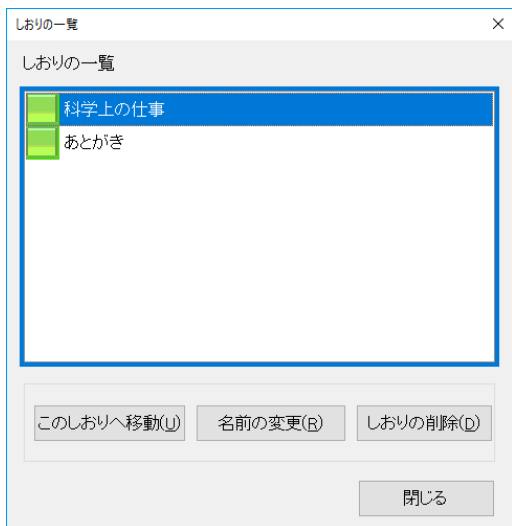 しおりの一覧
しおりの一覧
科学上の仕事
あとがき
このしおりへ移動(U) 名前の変更(R) しおりの削除(D)
閉じる